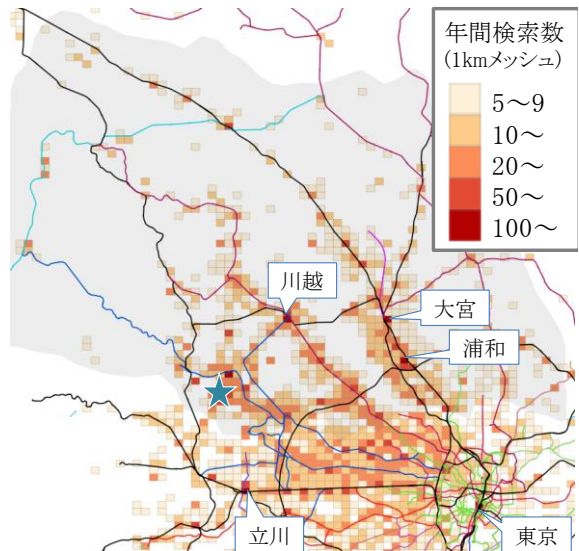 年間検索数
(1kmメッシュ)
5～9
10～
20～
50～
100～
川越
大宮
浦和
立川
東京